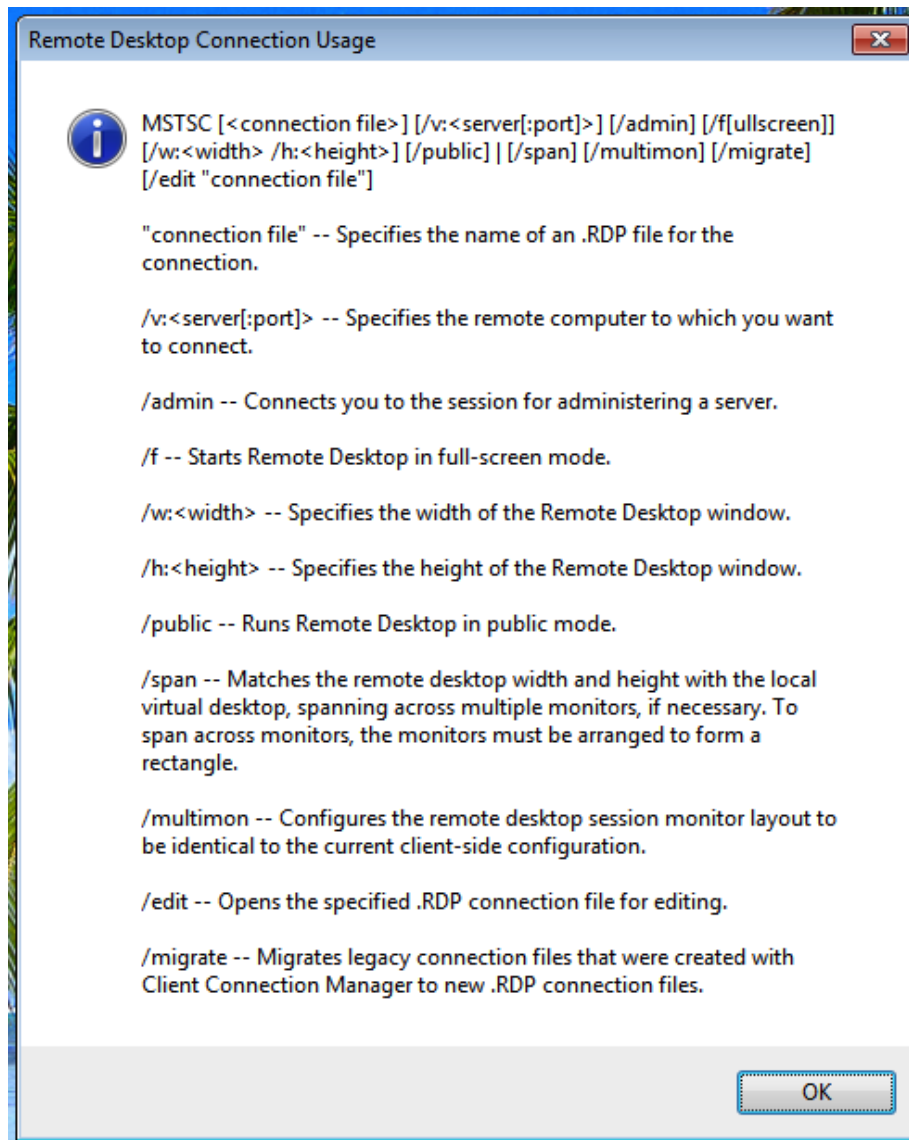 Remote Desktop Connection Usage
MSTSC [<connection file>] [/v:<server[:port]>] [/admin] [/f[ullscreen]]
[/w:<width> /h:<height>] [/public] | [/span] [/multimon] [/migrate]
[/edit "connection file"]
"connection file" -- Specifies the name of an .RDP file for the
connection.
/v:<server[:port]> -- Specifies the remote computer to which you want
to connect.
/admin -- Connects you to the session for administering a server.
/f -- Starts Remote Desktop in full-screen mode.
/w:<width> -- Specifies the width of the Remote Desktop window.
/h:<height> -- Specifies the height of the Remote Desktop window.
/public -- Runs Remote Desktop in public mode.
/span -- Matches the remote desktop width and height with the local
virtual desktop, spanning across multiple monitors, if necessary. To
span across monitors, the monitors must be arranged to form a
rectangle.
/multimon -- Configures the remote desktop session monitor layout to
be identical to the current client-side configuration.
/edit -- Opens the specified .RDP connection file for editing.
/migrate -- Migrates legacy connection files that were created with
Client Connection Manager to new .RDP connection files.
OK